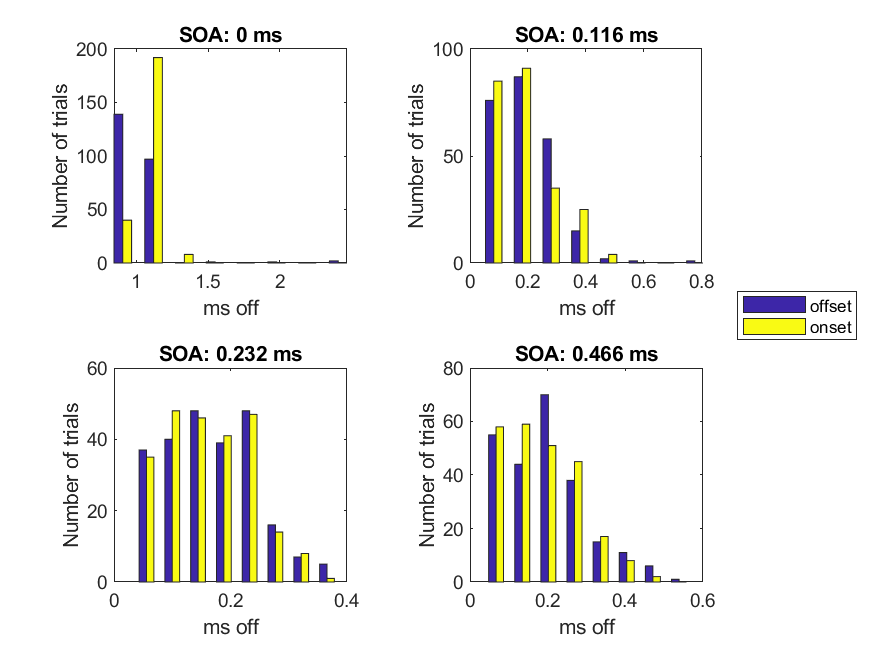 SOA: 0 ms
200
150
100
50
0
Number of trials
1
1.5
2
ms off
SOA: 0.116 ms
100
50
0
Number of trials
0
0.2
0.4
0.6
0.8
ms off
offset
onset
SOA: 0.232 ms
60
40
20
0
Number of trials
0
0.2
0.4
ms off
SOA: 0.466 ms
80
60
40
20
0
Number of trials
0
0.2
0.4
0.6
ms off